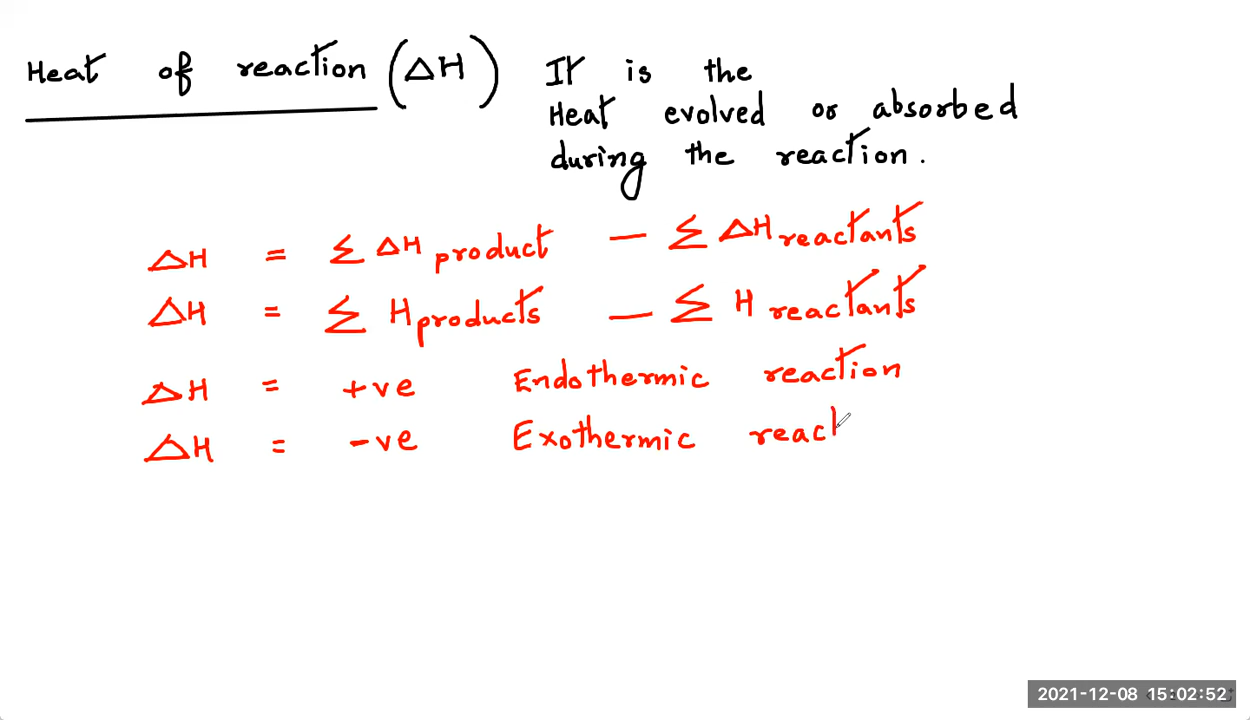 Heat of reaction (ΔH) It is the
Heat evolved or absorbed
during the reaction.
ΔH = Σ ΔH product — Σ ΔH reactants
ΔH = Σ H products — Σ H reactants
ΔH = +ve Endothermic reaction
ΔH = -ve Exothermic react
2021-12-08 15:02:52